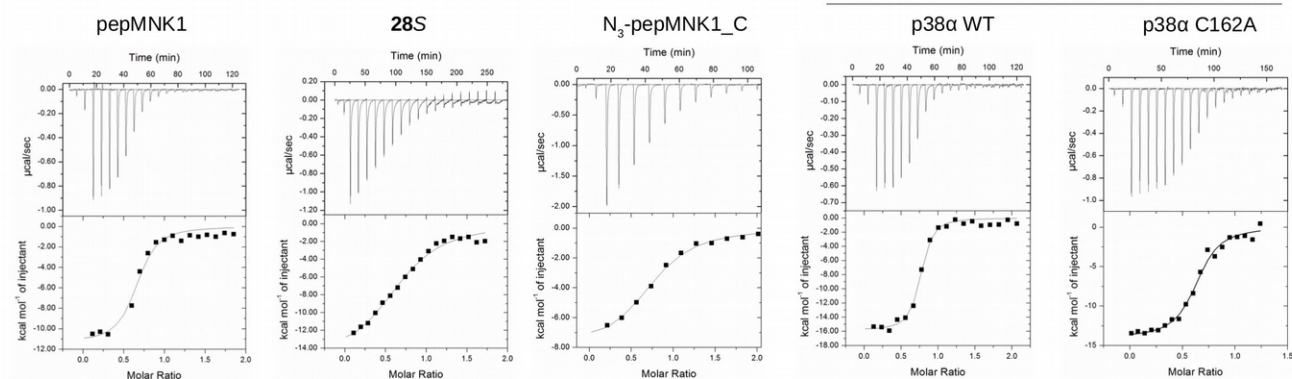 pepMNK1
Time (min)
0 20 40 60 80 100 120
0.00
-0.20
-0.40
-0.60
-0.80
-1.00
µcal/sec
0.00
-2.00
-4.00
-6.00
-8.00
-10.00
-12.00
kcal mol⁻¹ of injectant
0.0 0.5 1.0 1.5 2.0
Molar Ratio
28S
Time (min)
0 50 100 150 200 250
0.20
0.00
-0.20
-0.40
-0.60
-0.80
-1.00
1.20
µcal/sec
-2.00
-4.00
-6.00
-8.00
-10.00
-12.00
-14.00
kcal mol⁻¹ of injectant
0.0 0.5 1.0 1.5 2.0
Molar Ratio
N₃-pepMNK1_C
Time (min)
0 20 40 60 80 100
0.00
-0.50
-1.00
-1.50
-2.00
µcal/sec
0.00
-2.00
-4.00
-6.00
-8.00
kcal mol⁻¹ of injectant
0.0 0.5 1.0 1.5 2.0
Molar Ratio
p38α WT
Time (min)
0 20 40 60 80 100 120
0.00
-0.10
-0.20
-0.30
-0.40
-0.50
-0.60
-0.70
µcal/sec
0.00
-2.00
-4.00
-6.00
-8.00
-10.00
-12.00
-14.00
-16.00
-18.00
kcal mol⁻¹ of injectant
0.0 0.5 1.0 1.5 2.0
Molar Ratio
p38α C162A
Time (min)
0 50 100 150
0.0
-0.2
-0.4
-0.6
-0.8
-1.0
µcal/sec
0
-5
-10
-15
kcal mol⁻¹ of injectant
0.0 0.5 1.0 1.5
Molar Ratio